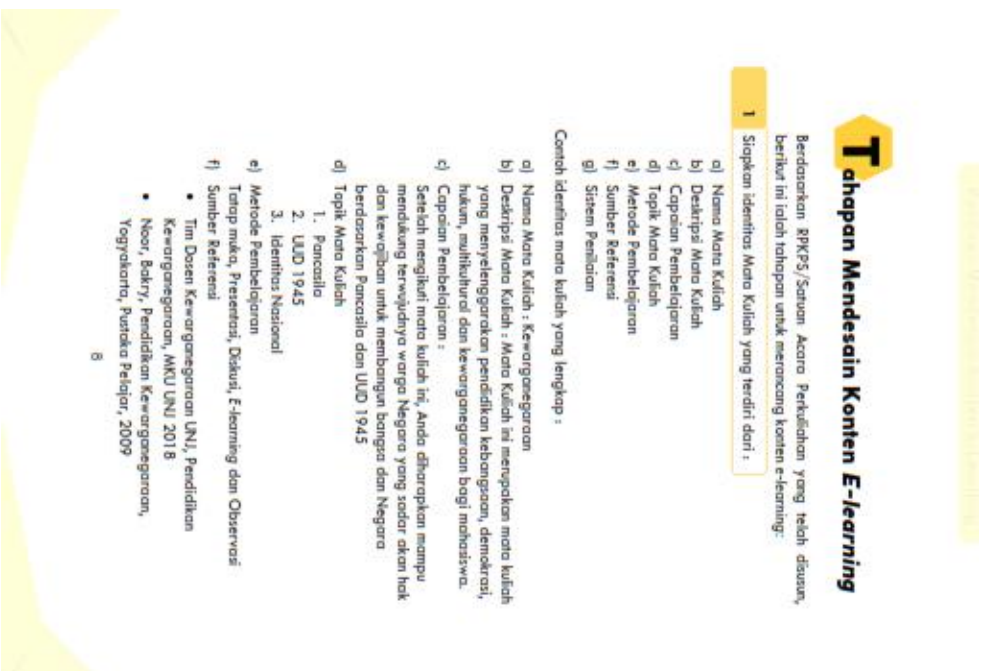 Tahapan Mendesain Konten E-learning
Berdasarkan RPKPS/Satuan Acara Perkuliahan yang telah disusun,
berikut ini ialah tahapan untuk merancang konten e-learning:
1 Siapkan identitas Mata Kuliah yang terdiri dari :
a) Nama Mata Kuliah
b) Deskripsi Mata Kuliah
c) Capaian Pembelajaran
d) Topik Mata Kuliah
e) Metode Pembelajaran
f) Sumber Referensi
g) Sistem Penilaian
Contoh identitas mata kuliah yang lengkap :
a) Nama Mata Kuliah : Kewarganegaraan
b) Deskripsi Mata Kuliah : Mata Kuliah ini merupakan mata kuliah
yang menyelenggarakan pendidikan kebangsaan, demokrasi,
hukum, multikultural dan kewarganegaraan bagi mahasiswa.
c) Capaian Pembelajaran :
Setelah mengikuti mata kuliah ini, Anda diharapkan mampu
mendukung terwujudnya warga Negara yang sadar akan hak
dan kewajiban untuk membangun bangsa dan Negara
berdasarkan Pancasila dan UUD 1945
d) Topik Mata Kuliah
1. Pancasila
2. UUD 1945
3. Identitas Nasional
e) Metode Pembelajaran
Tatap muka, Presentasi, Diskusi, E-learning dan Observasi
f) Sumber Referensi
• Tim Dosen Kewarganegaraan UNJ, Pendidikan
Kewarganegaraan, MKU UNJ 2018
• Noor, Bakry, Pendidikan Kewarganegaraan,
Yogyakarta, Pustaka Pelajar, 2009
8